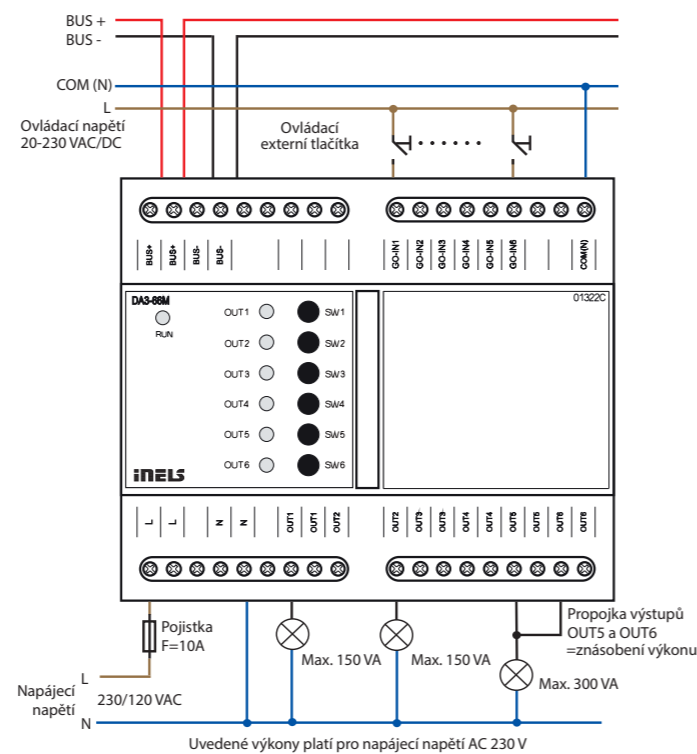 BUS +
BUS -
COM (N)
L
Ovládací napětí
20-230 VAC/DC
Ovládací
externí tlačítka
BUS+ BUS+ BUS- BUS- GO-IN1 GO-IN2 GO-IN3 GO-IN4 GO-IN5 GO-IN6 COM(N)
DA3-66M
01322C
RUN
OUT1 SW1
OUT2 SW2
OUT3 SW3
OUT4 SW4
OUT5 SW5
OUT6 SW6
iNELS
L L N N OUT1 OUT1 OUT2 OUT2 OUT3 OUT3 OUT4 OUT4 OUT5 OUT5 OUT6 OUT6
Pojistka
F=10A
Max. 150 VA
Max. 150 VA
Propojka výstupů
OUT5 a OUT6
=znásobení výkonu
Max. 300 VA
Napájecí
napětí
L
230/120 VAC
N
Uvedené výkony platí pro napájecí napětí AC 230 V